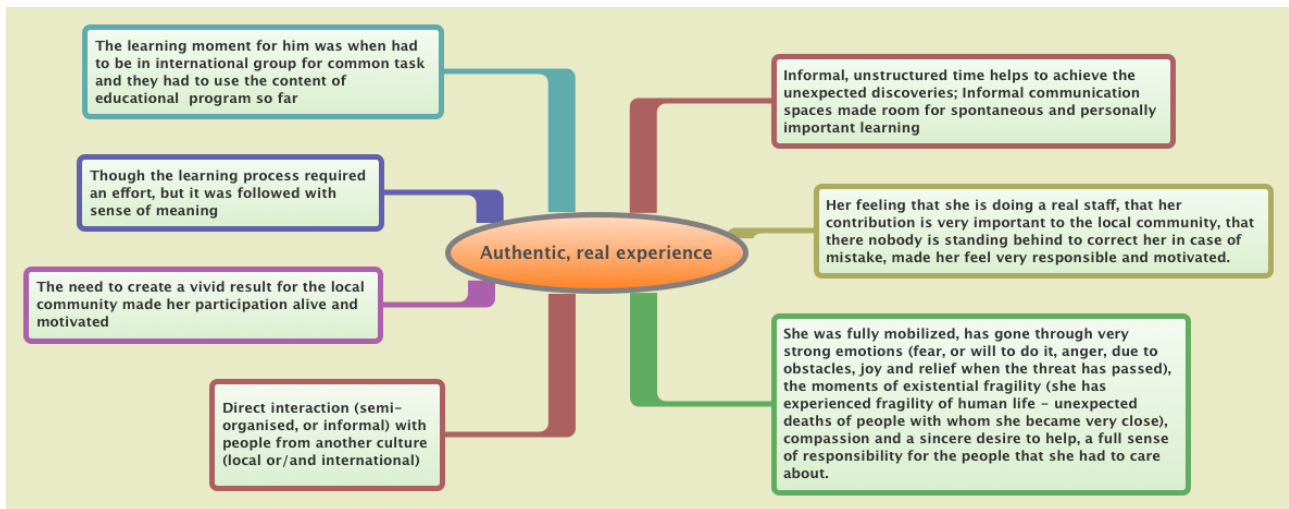 The learning moment for him was when had
to be in international group for common task
and they had to use the content of
educational program so far
Though the learning process required
an effort, but it was followed with
sense of meaning
The need to create a vivid result for the local
community made her participation alive and
motivated
Direct interaction (semi-
organised, or informal) with
people from another culture
(local or/and international)
Authentic, real experience
Informal, unstructured time helps to achieve the
unexpected discoveries; Informal communication
spaces made room for spontaneous and personally
important learning
Her feeling that she is doing a real staff, that her
contribution is very important to the local community, that
there nobody is standing behind to correct her in case of
mistake, made her feel very responsible and motivated.
She was fully mobilized, has gone through very
strong emotions (fear, or will to do it, anger, due to
obstacles, joy and relief when the threat has passed),
the moments of existential fragility (she has
experienced fragility of human life - unexpected
deaths of people with whom she became very close),
compassion and a sincere desire to help, a full sense
of responsibility for the people that she had to care
about.